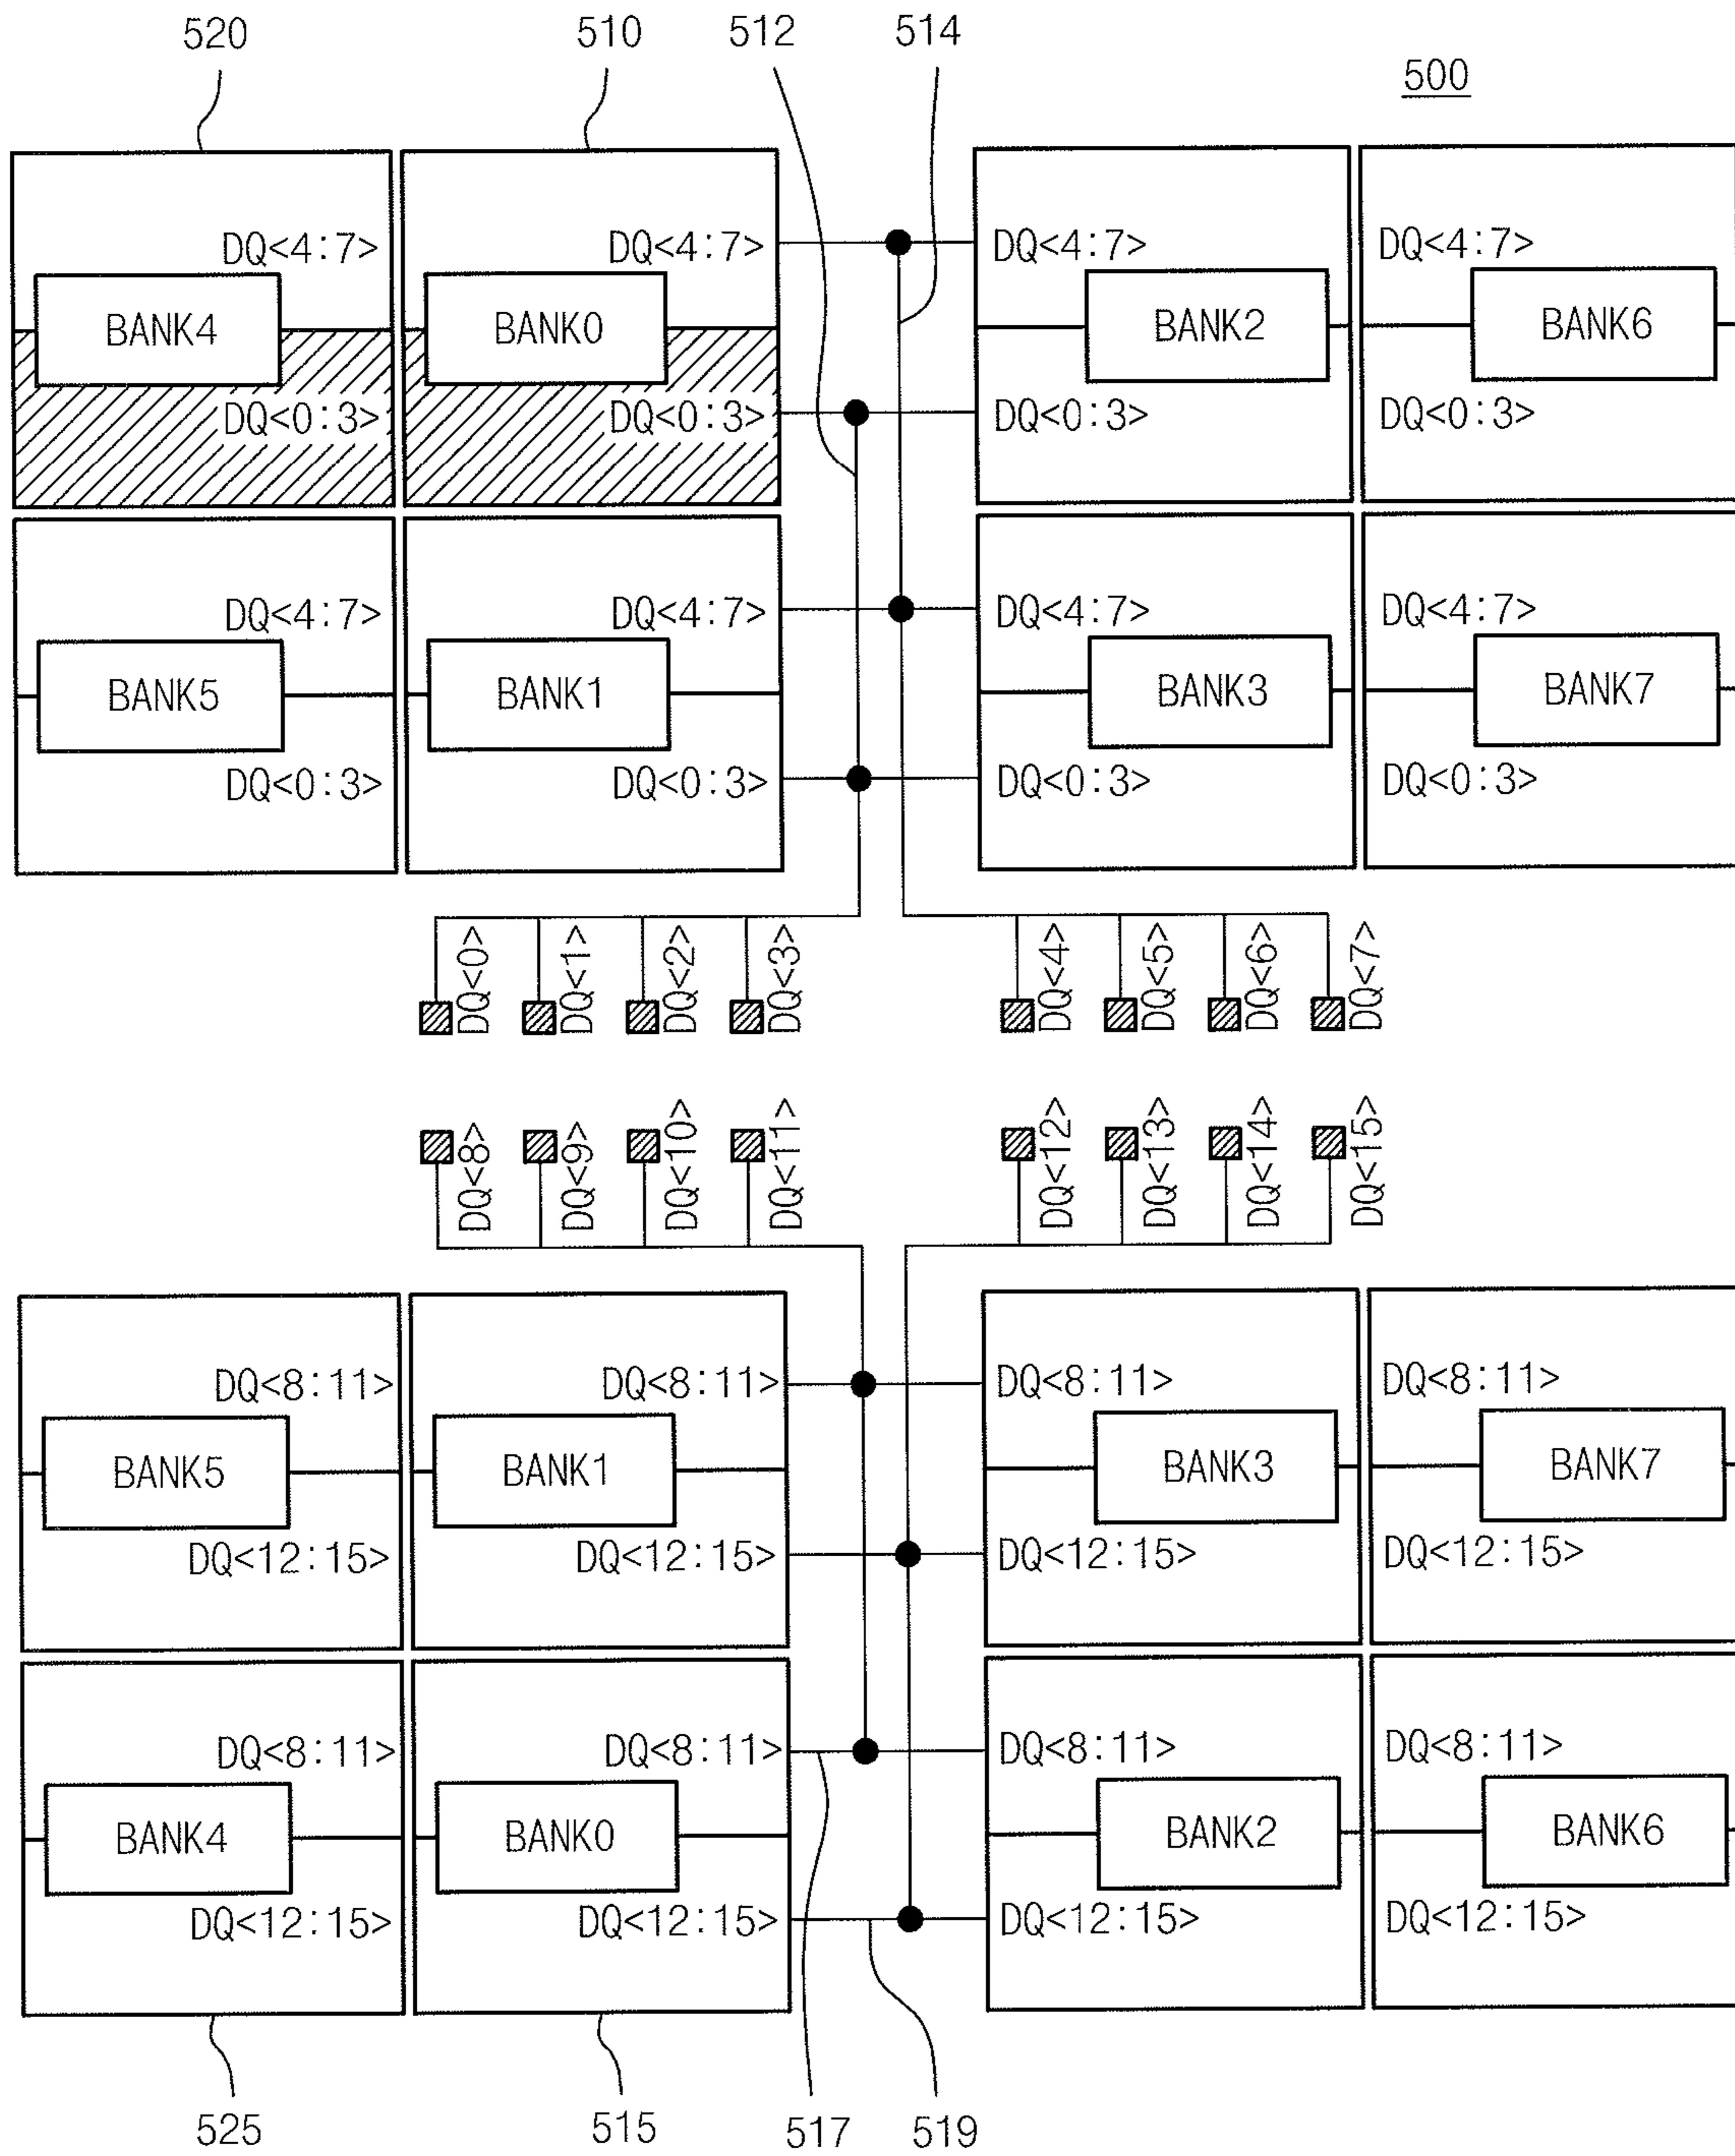 520 510 512 514
500
DQ<4:7> DQ<4:7> DQ<4:7> DQ<4:7>
BANK4 BANK0 BANK2 BANK6
DQ<0:3> DQ<0:3> DQ<0:3> DQ<0:3>
DQ<4:7> DQ<4:7> DQ<4:7> DQ<4:7>
BANK5 BANK1 BANK3 BANK7
DQ<0:3> DQ<0:3> DQ<0:3> DQ<0:3>
DQ<0> DQ<1> DQ<2> DQ<3> DQ<4> DQ<5> DQ<6> DQ<7>
DQ<8> DQ<9> DQ<10> DQ<11> DQ<12> DQ<13> DQ<14> DQ<15>
DQ<8:11> DQ<8:11> DQ<8:11> DQ<8:11>
BANK5 BANK1 BANK3 BANK7
DQ<12:15> DQ<12:15> DQ<12:15> DQ<12:15>
DQ<8:11> DQ<8:11> DQ<8:11> DQ<8:11>
BANK4 BANK0 BANK2 BANK6
DQ<12:15> DQ<12:15> DQ<12:15> DQ<12:15>
525 515 517 519